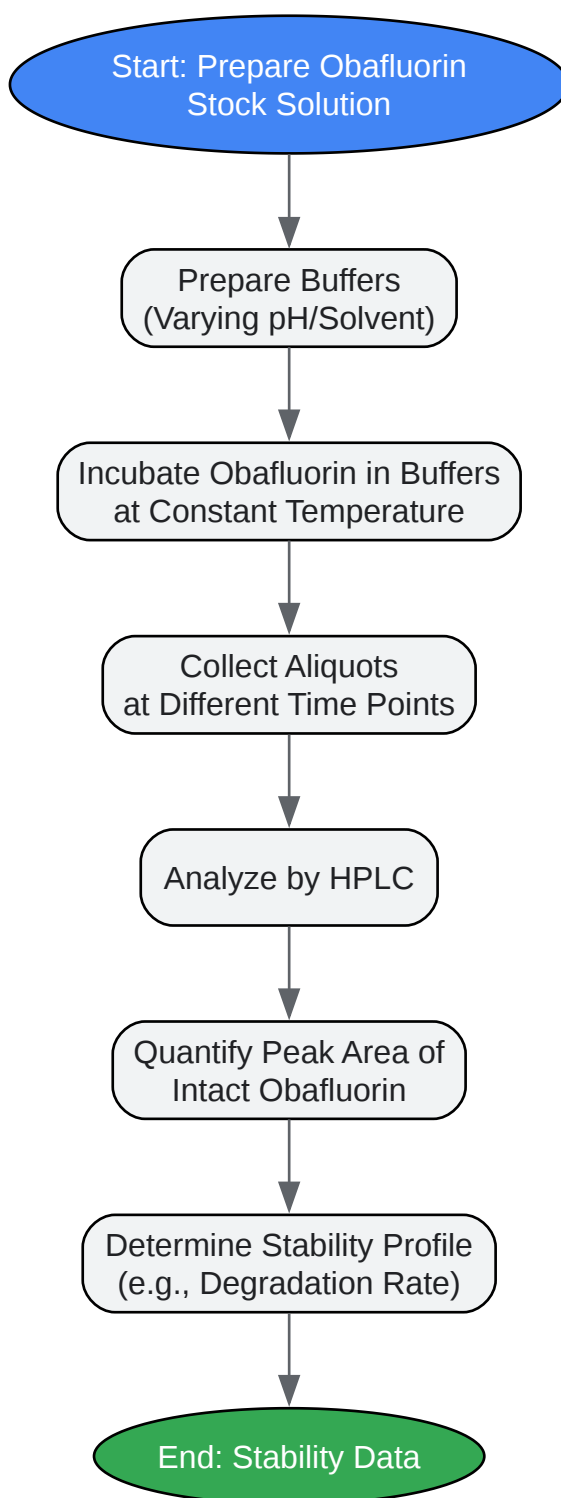 Start: Prepare Obafluorin
Stock Solution
Prepare Buffers
(Varying pH/Solvent)
Incubate Obafluorin in Buffers
at Constant Temperature
Collect Aliquots
at Different Time Points
Analyze by HPLC
Quantify Peak Area of
Intact Obafluorin
Determine Stability Profile
(e.g., Degradation Rate)
End: Stability Data